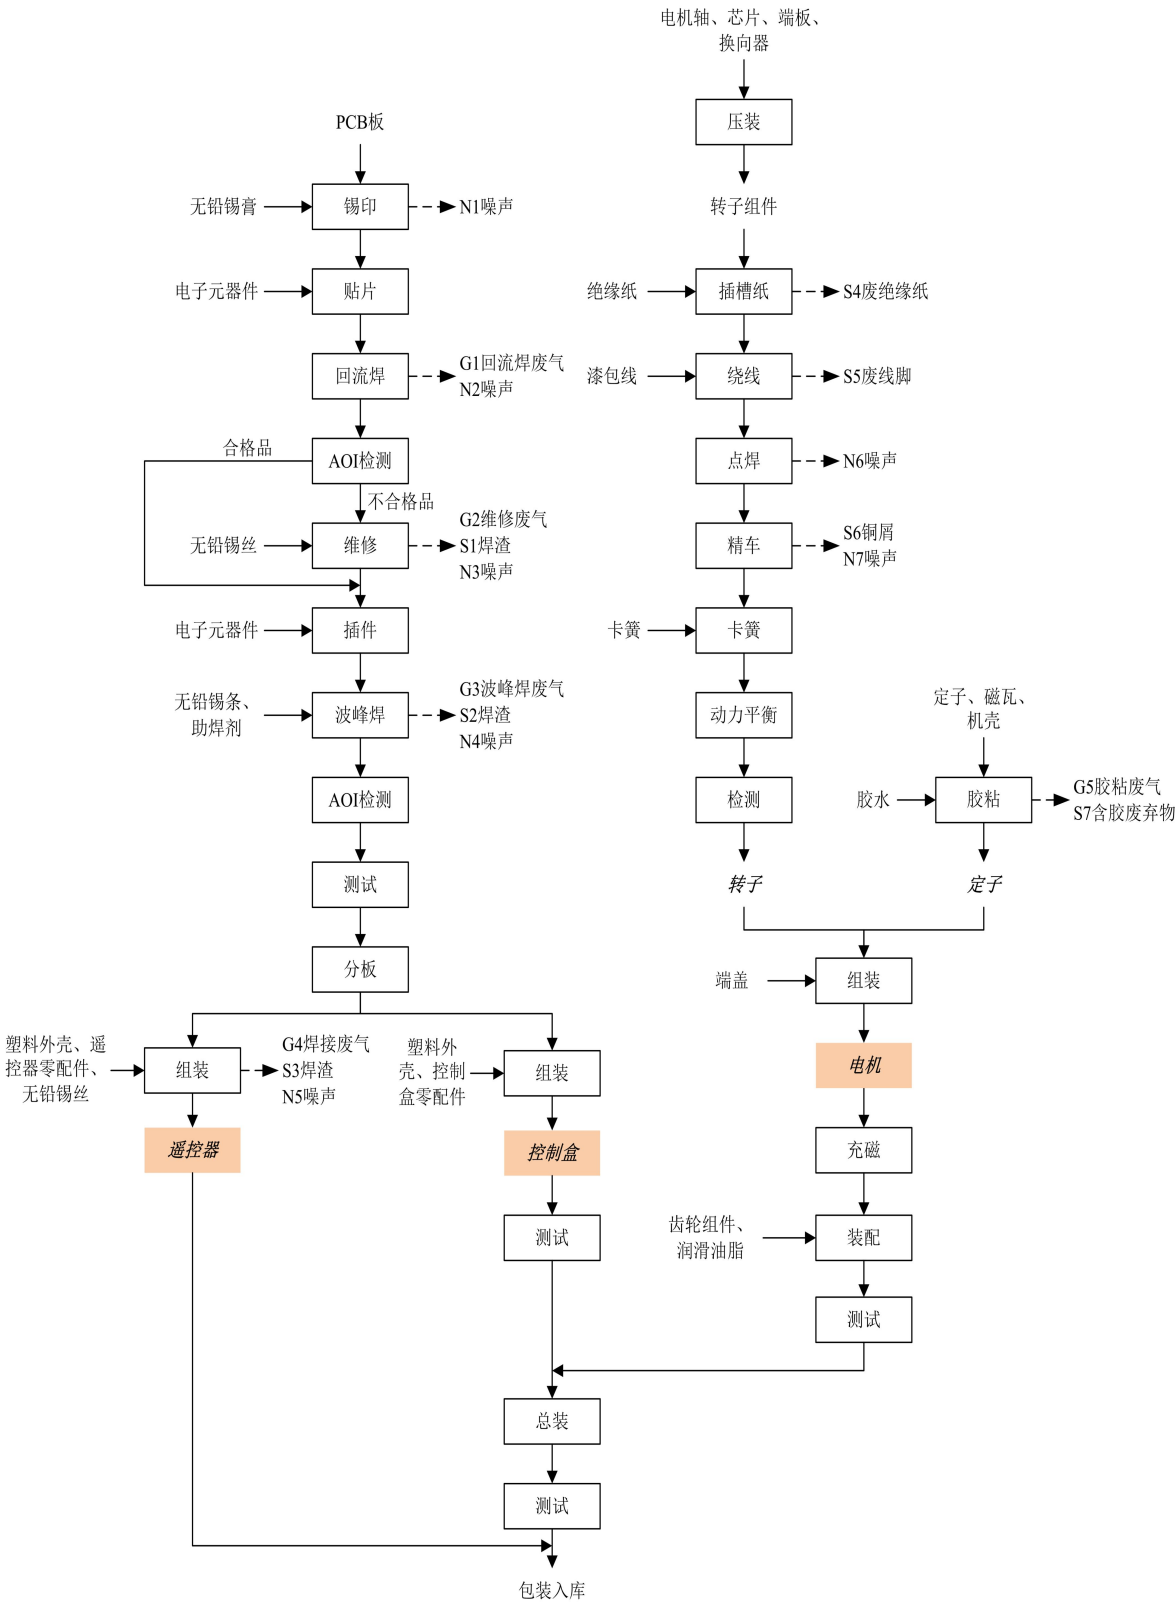 电机轴、芯片、端板、
换向器
压装
转子组件
绝缘纸
插槽纸
S4废绝缘纸
漆包线
绕线
S5废线脚
点焊
N6噪声
精车
S6铜屑
N7噪声
卡簧
卡簧
动力平衡
检测
转子
定子、磁瓦、
机壳
胶水
胶粘
G5胶粘废气
S7含胶废弃物
定子
端盖
组装
电机
充磁
齿轮组件、
润滑油脂
装配
测试
PCB板
无铅锡膏
锡印
N1噪声
电子元器件
贴片
回流焊
G1回流焊废气
N2噪声
合格品
AOI检测
不合格品
无铅锡丝
维修
G2维修废气
S1焊渣
N3噪声
电子元器件
插件
无铅锡条、
助焊剂
波峰焊
G3波峰焊废气
S2焊渣
N4噪声
AOI检测
测试
分板
塑料外壳、遥
控器零配件、
无铅锡丝
组装
G4焊接废气
S3焊渣
N5噪声
遥控器
塑料外
壳、控制
盒零配件
组装
控制盒
测试
总装
测试
包装入库